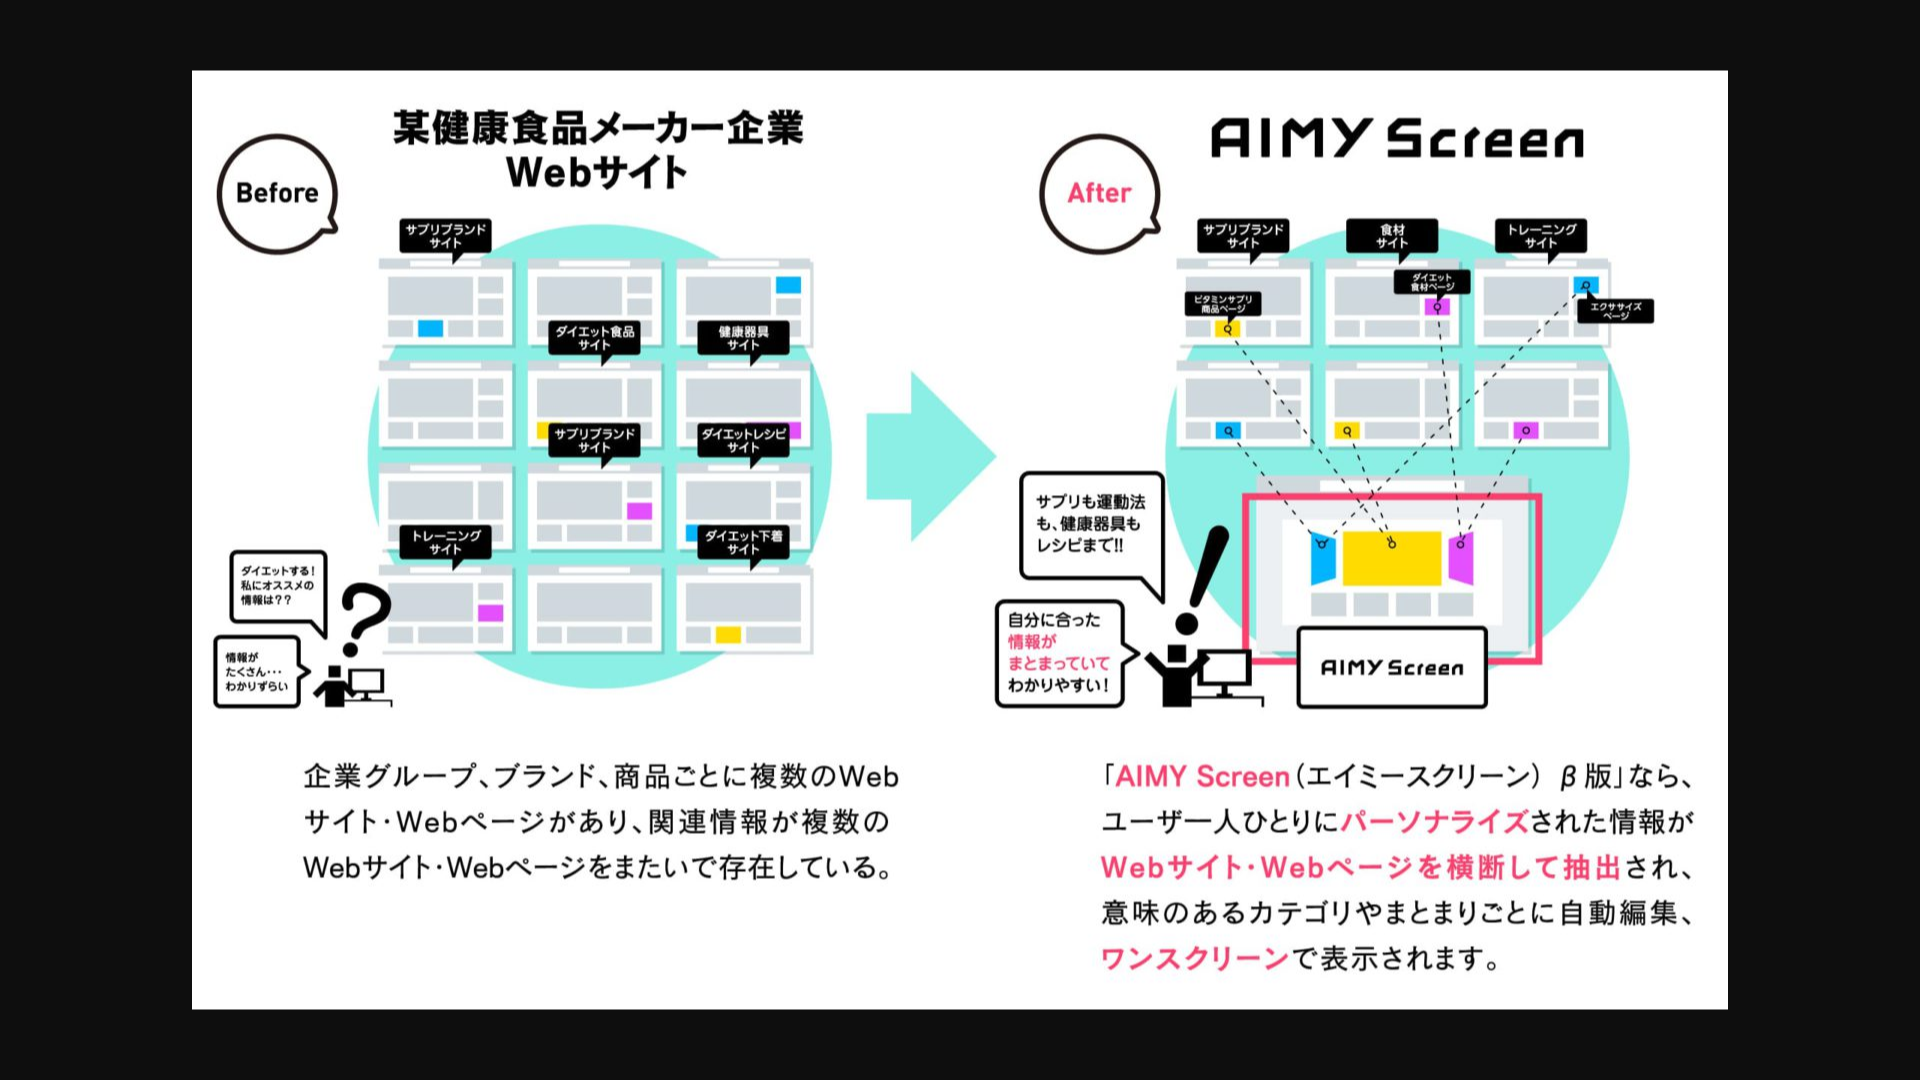 Before
某健康食品メーカー企業
Webサイト
サプリブランド
サイト
ダイエット食品
サイト
健康器具
サイト
サプリブランド
サイト
ダイエットレシピ
サイト
トレーニング
サイト
ダイエット下着
サイト
ダイエットする!
私にオススメの
情報は??
情報が
たくさん・・・
わかりずらい
企業グループ、ブランド、商品ごとに複数のWeb
サイト・Webページがあり、関連情報が複数の
Webサイト・Webページをまたいで存在している。
After
AIMY Screen
サプリブランド
サイト
食材
サイト
トレーニング
サイト
ビタミンサプリ
商品ページ
ダイエット
食材ページ
エクササイズ
ページ
サプリも運動法
も、健康器具も
レシピまで!!
自分に合った
情報が
まとまっていて
わかりやすい!
AIMY Screen
「AIMY Screen（エイミースクリーン） β版」なら、
ユーザー人ひとりにパーソナライズされた情報が
Webサイト・Webページを横断して抽出され、
意味のあるカテゴリやまとまりごとに自動編集、
ワンスクリーンで表示されます。